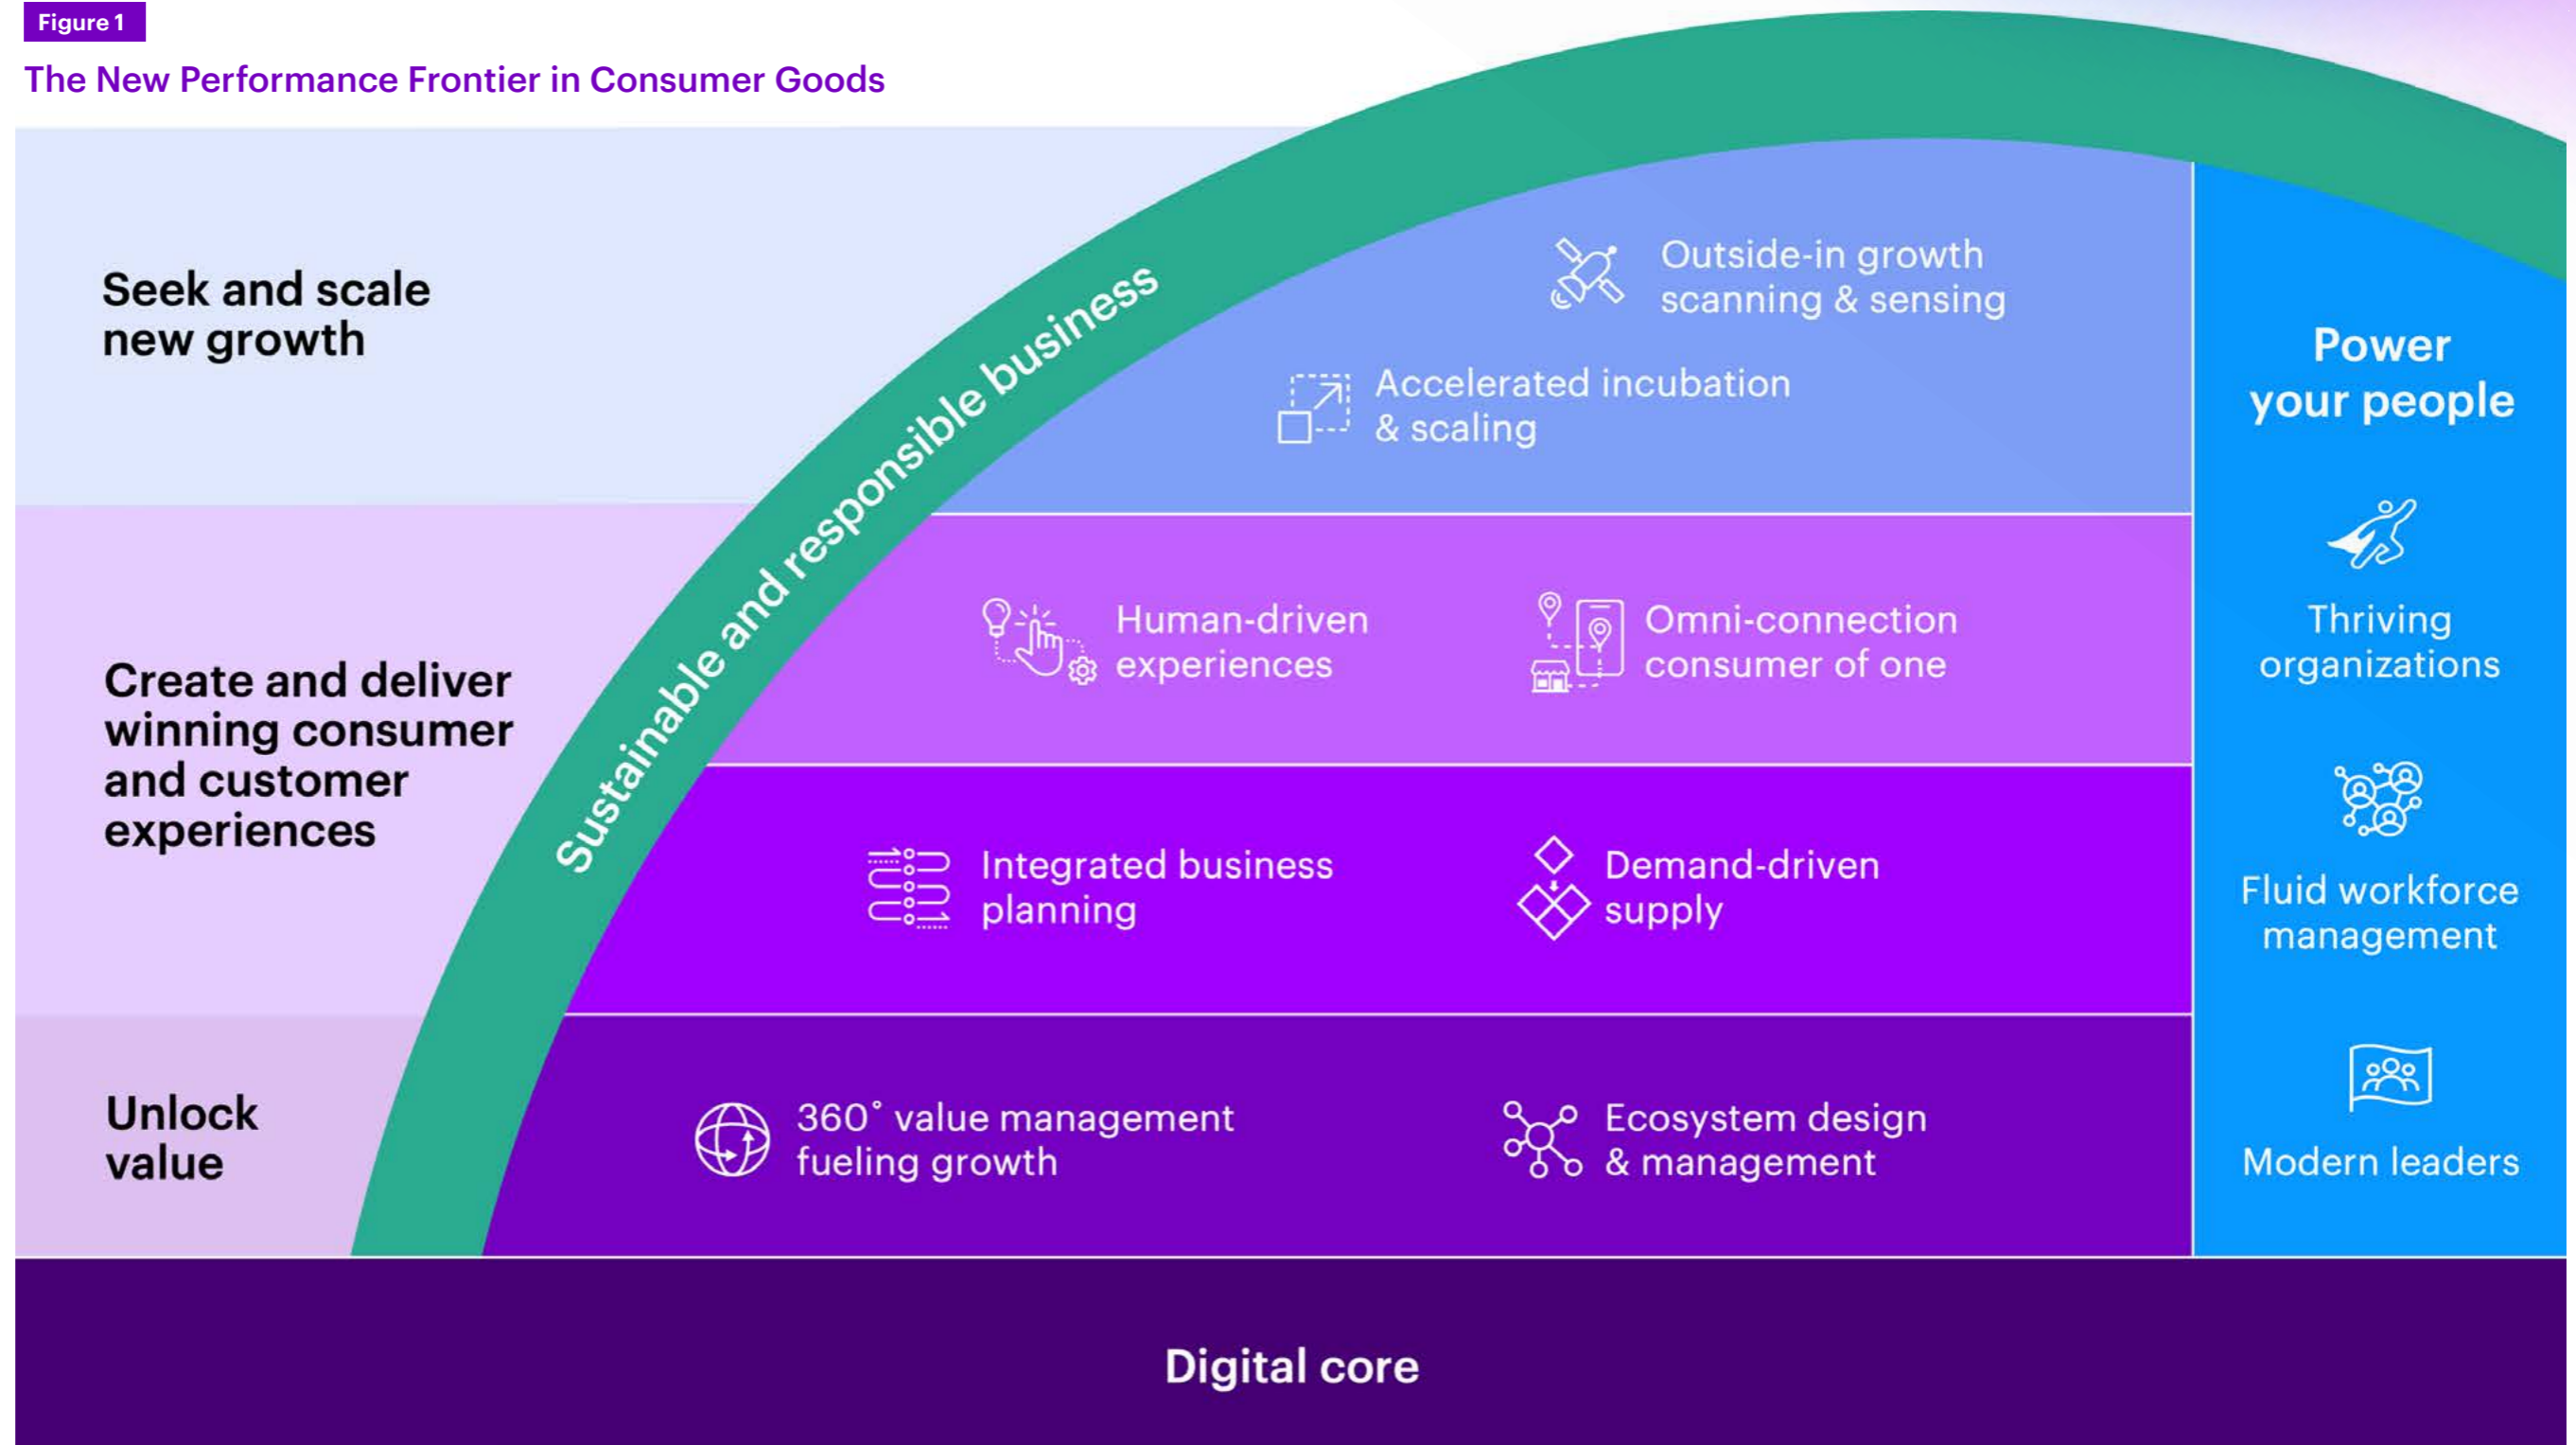 Figure 1
The New Performance Frontier in Consumer Goods
Seek and scale
new growth
Create and deliver
winning consumer
and customer
experiences
Unlock
value
Sustainable and responsible business
Outside-in growth
scanning & sensing
Accelerated incubation
& scaling
Human-driven
experiences
Omni-connection
consumer of one
Integrated business
planning
Demand-driven
supply
360° value management
fueling growth
Ecosystem design
& management
Power
your people
Thriving
organizations
Fluid workforce
management
Modern leaders
Digital core